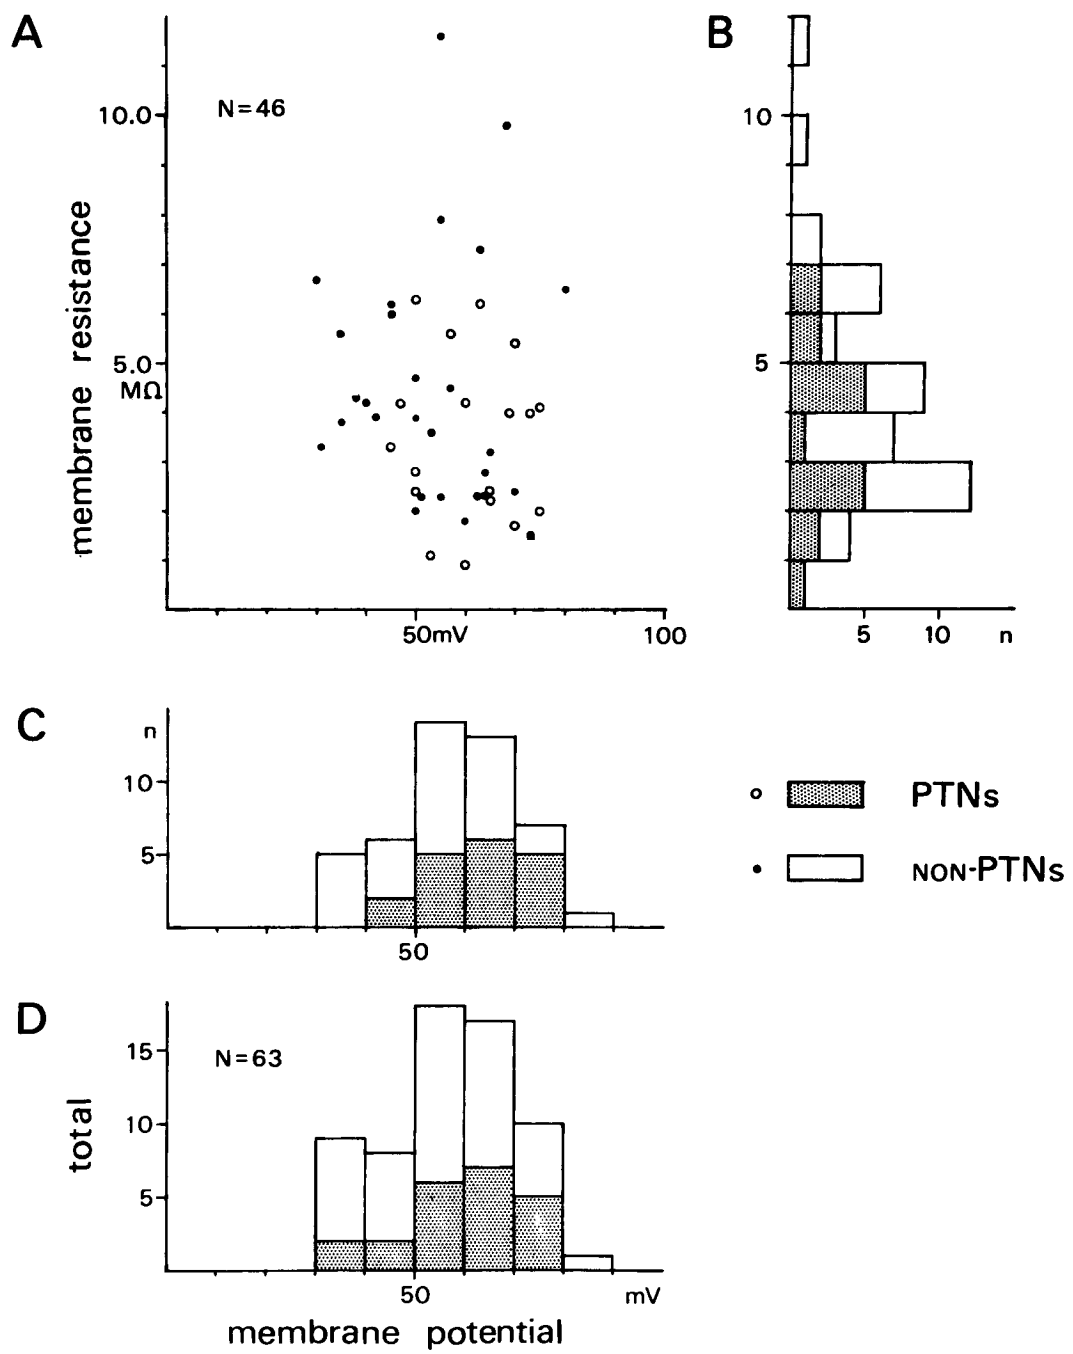 A
B
N=46
10.0
5.0
MΩ
membrane resistance
50mV
100
10
5
5
10
n
C
n
10
5
50
PTNs
NON-PTNs
D
N=63
15
10
5
total
50
mV
membrane potential